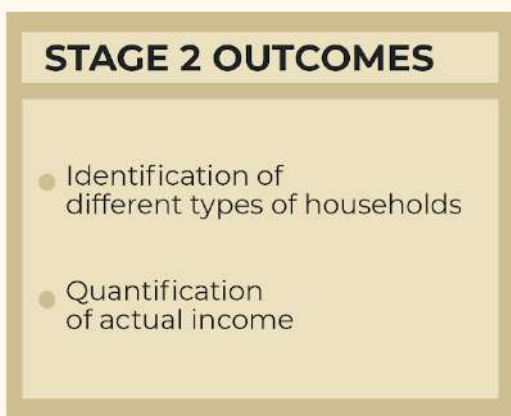 STAGE 2 OUTCOMES
Identification of
different types of households
Quantification
of actual income